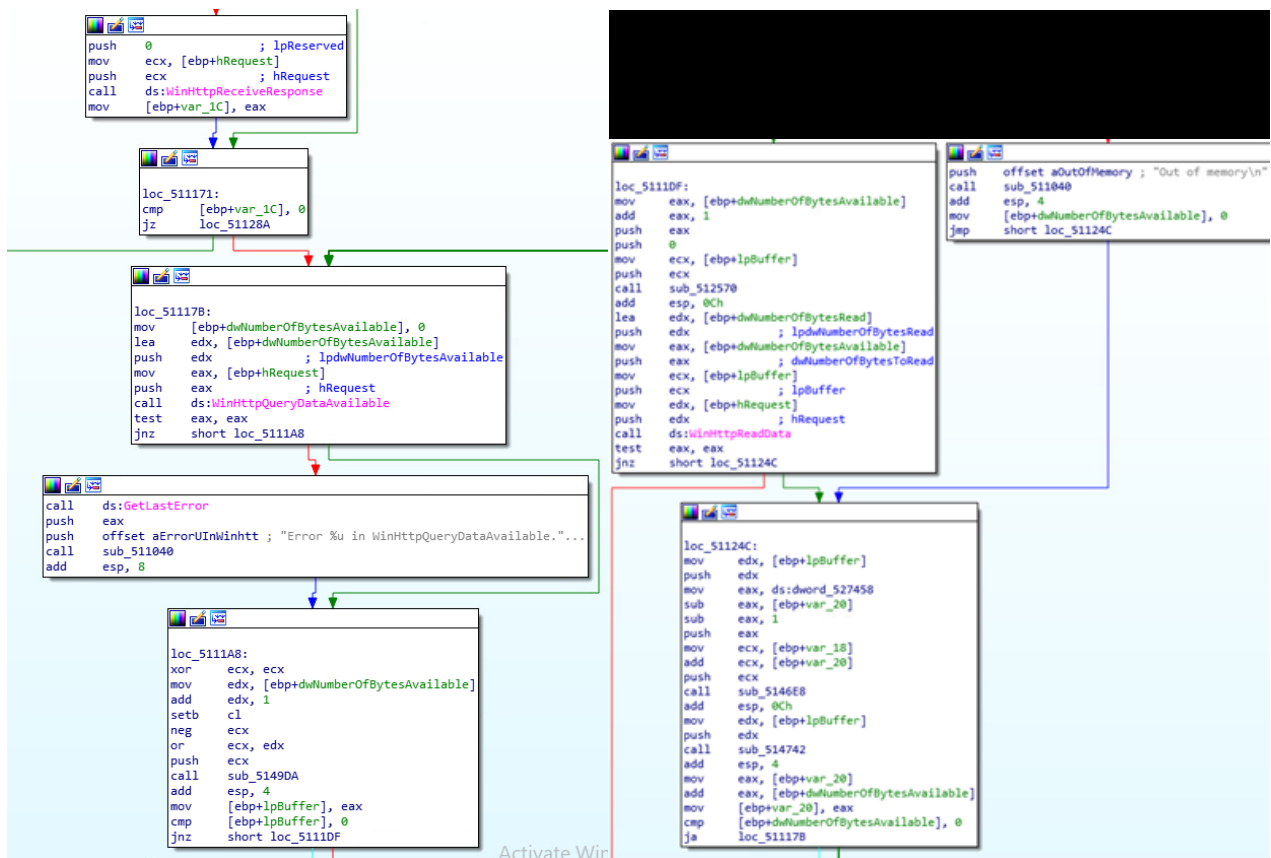 push 0 ; lpReserved
mov ecx, [ebp+hRequest]
push ecx ; hRequest
call ds:WinHttpReceiveResponse
mov [ebp+var_1C], eax
loc_511171:
cmp [ebp+var_1C], 0
jz loc_51128A
loc_51117B:
mov [ebp+dwNumberOfBytesAvailable], 0
lea edx, [ebp+dwNumberOfBytesAvailable]
push edx ; lpdwNumberOfBytesAvailable
mov eax, [ebp+hRequest]
push eax ; hRequest
call ds:WinHttpQueryDataAvailable
test eax, eax
jnz short loc_5111A8
call ds:GetLastError
push eax
push offset aErrorUInWinhtt ; "Error %u in WinHttpQueryDataAvailable."...
call sub_511040
add esp, 8
loc_5111A8:
xor ecx, ecx
mov edx, [ebp+dwNumberOfBytesAvailable]
add edx, 1
setb cl
neg ecx
or ecx, edx
push ecx
call sub_5149DA
add esp, 4
mov [ebp+lpBuffer], eax
cmp [ebp+lpBuffer], 0
jnz short loc_5111DF
loc_5111DF:
mov eax, [ebp+dwNumberOfBytesAvailable]
add eax, 1
push eax
push 0
mov ecx, [ebp+lpBuffer]
push ecx
call sub_512570
add esp, 0Ch
lea edx, [ebp+dwNumberOfBytesRead]
push edx ; lpdwNumberOfBytesRead
mov eax, [ebp+dwNumberOfBytesAvailable]
push eax ; dwNumberOfBytesToRead
mov ecx, [ebp+lpBuffer]
push ecx ; lpBuffer
mov edx, [ebp+hRequest]
push edx ; hRequest
call ds:WinHttpReadData
test eax, eax
jnz short loc_51124C
push offset aOutOfMemory ; "Out of memory\n"
call sub_511040
add esp, 4
mov [ebp+dwNumberOfBytesAvailable], 0
jmp short loc_51124C
loc_51124C:
mov edx, [ebp+lpBuffer]
push edx
mov eax, ds:dword_527458
sub eax, [ebp+var_20]
sub eax, 1
push eax
mov ecx, [ebp+var_18]
add ecx, [ebp+var_20]
push ecx
call sub_5146E8
add esp, 0Ch
mov edx, [ebp+lpBuffer]
push edx
call sub_514742
add esp, 4
mov eax, [ebp+var_20]
add eax, [ebp+dwNumberOfBytesAvailable]
mov [ebp+var_20], eax
cmp [ebp+dwNumberOfBytesAvailable], 0
ja loc_51117B
Activate Win